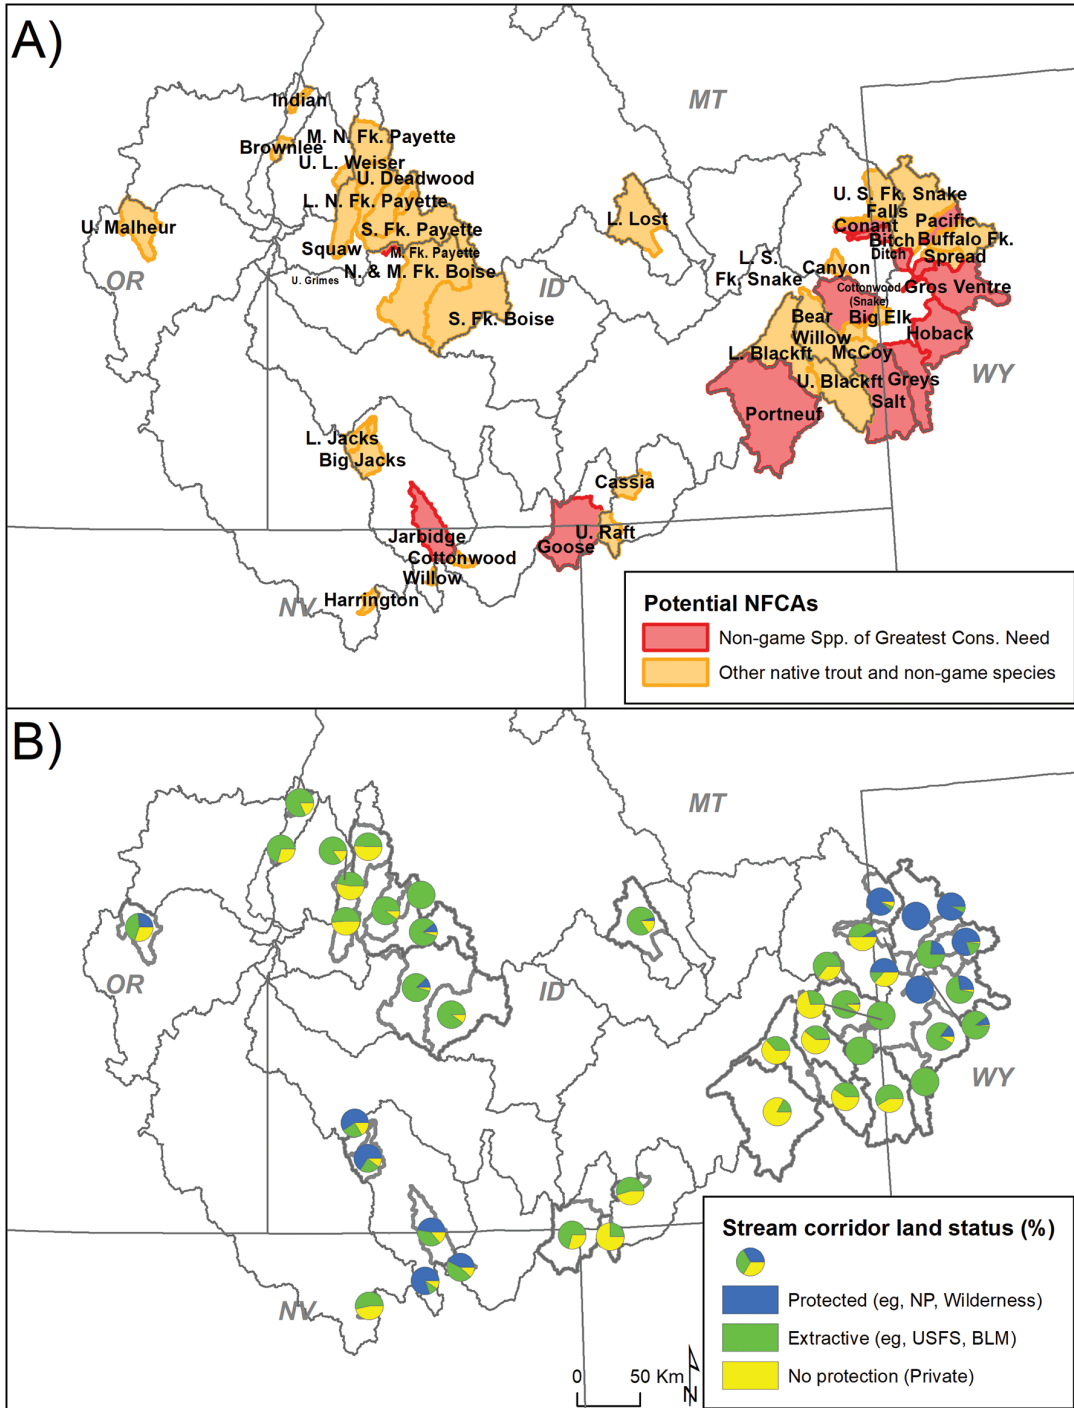 A)
MT
Indian
M. N. Fk. Payette
Brownlee
U. L. Weiser
U. Deadwood
L. N. Fk. Payette
U. Malheur
S. Fk. Payette
Squaw
M. Fk. Payette
N. & M. Fk. Boise
U. Grimes
OR
ID
S. Fk. Boise
L. Lost
U. S. Fk. Snake
Falls
Conant
Pacific
Bitch
Buffalo Fk.
Ditch
Spread
L. S.
Fk. Snake
Canyon
Cottonwood
(Snake)
Gros Ventre
Bear
Big Elk
Willow
Hoback
L. Blackft
McCoy
WY
U. Blackft
Greys
Salt
Portneuf
L. Jacks
Big Jacks
Cassia
Jarbidge
U. Raft
Goose
Cottonwood
Willow
NV
Harrington
Potential NFCAs
Non-game Spp. of Greatest Cons. Need
Other native trout and non-game species
B)
MT
OR
ID
WY
NV
0 50 Km
N
Stream corridor land status (%)
Protected (eg, NP, Wilderness)
Extractive (eg, USFS, BLM)
No protection (Private)